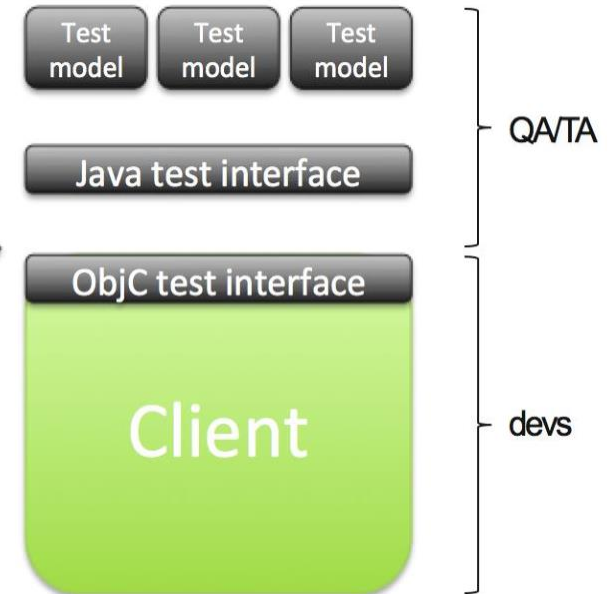 Test
model
Test
model
Test
model
QA/TA
Java test interface
ObjC test interface
Client
devs